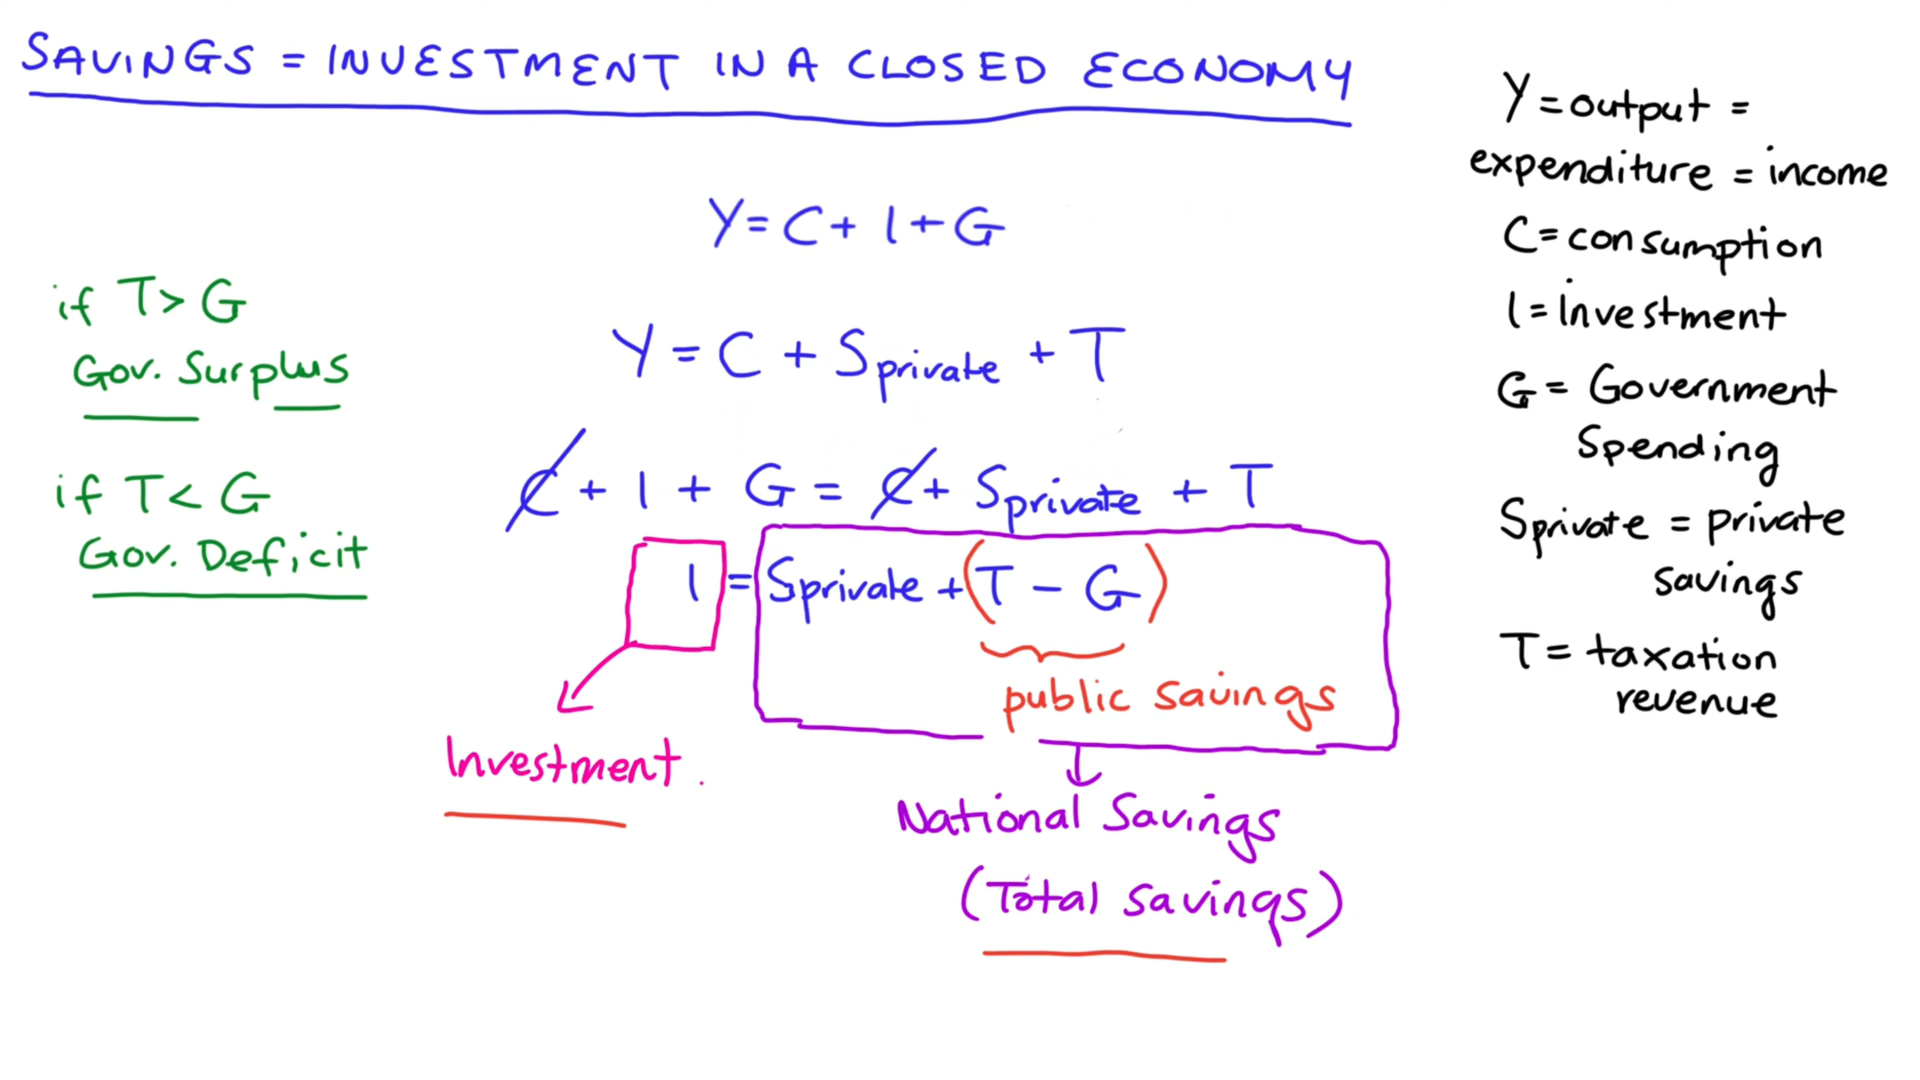 SAVINGS = INVESTMENT IN A CLOSED ECONOMY
Y = C + I + G
Y = C + Sprivate + T
C + I + G = C + Sprivate + T
I = Sprivate + (T - G)
public savings
Investment.
National Savings
(Total savings)
if T > G
Gov. Surplus
if T < G
Gov. Deficit
Y = output =
expenditure = income
C = consumption
I = investment
G = Government
Spending
Sprivate = private
savings
T = taxation
revenue